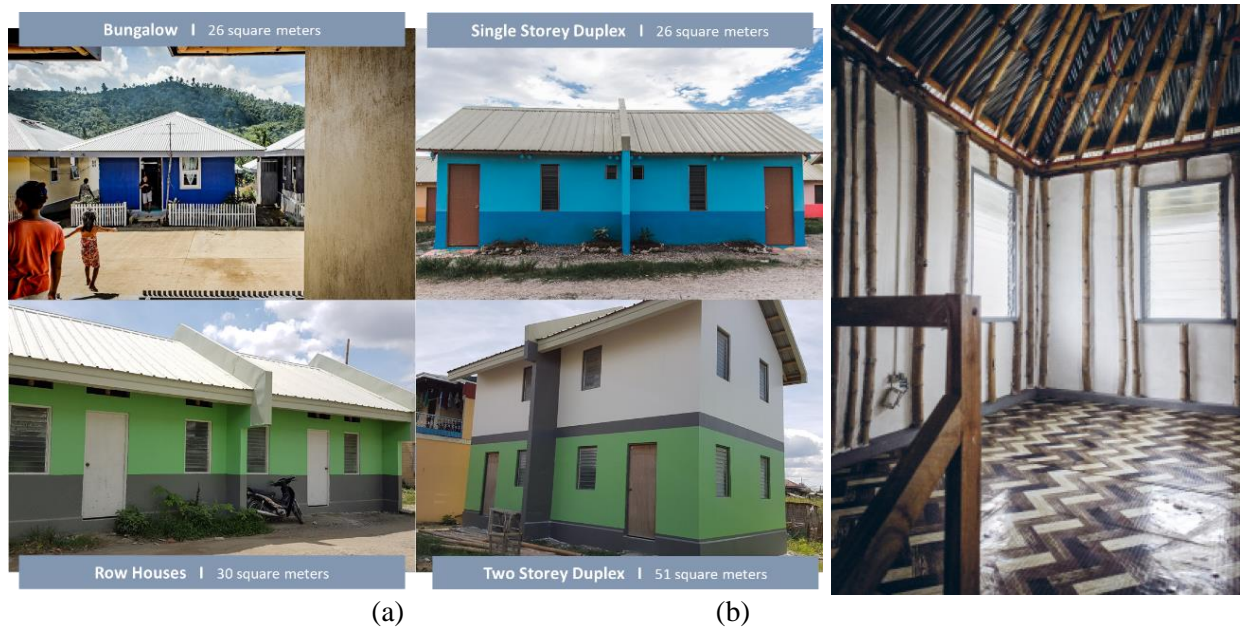 Bungalow I 26 square meters
Single Storey Duplex I 26 square meters
Row Houses I 30 square meters
Two Storey Duplex I 51 square meters
(a)
(b)